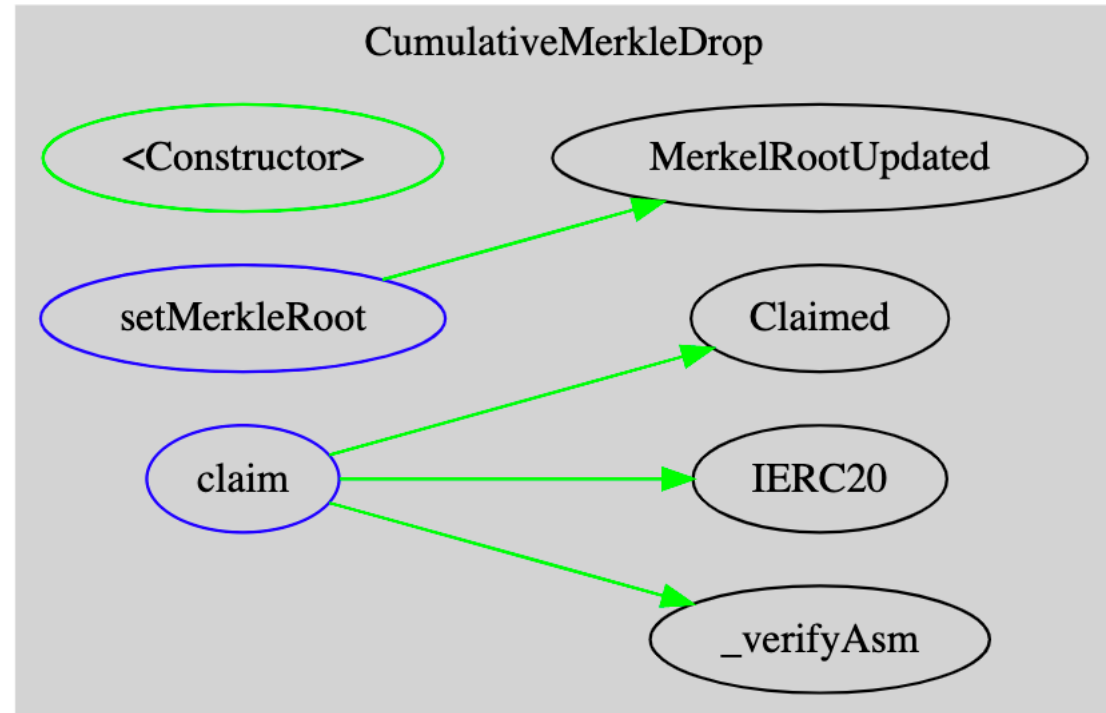 CumulativeMerkleDrop
<Constructor>
MerkelRootUpdated
setMerkleRoot
Claimed
claim
IERC20
_verifyAsm